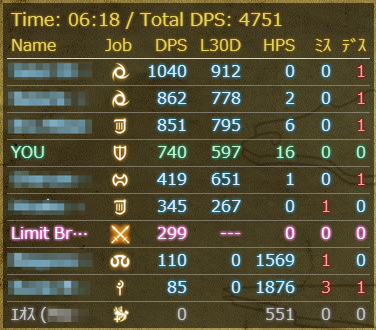 Time: 06:18 / Total DPS: 4751
Name Job DPS L30D HPS ﾐｽ ﾃﾞｽ
1040 912 0 0 1
862 778 2 0 1
851 795 6 0 1
YOU 740 597 16 0 0
419 651 1 0 1
345 267 0 1 0
Limit Br… 299 --- 0 0 0
110 0 1569 1 0
85 0 1876 3 1
ｴｵｽ ( 0 551 0 0